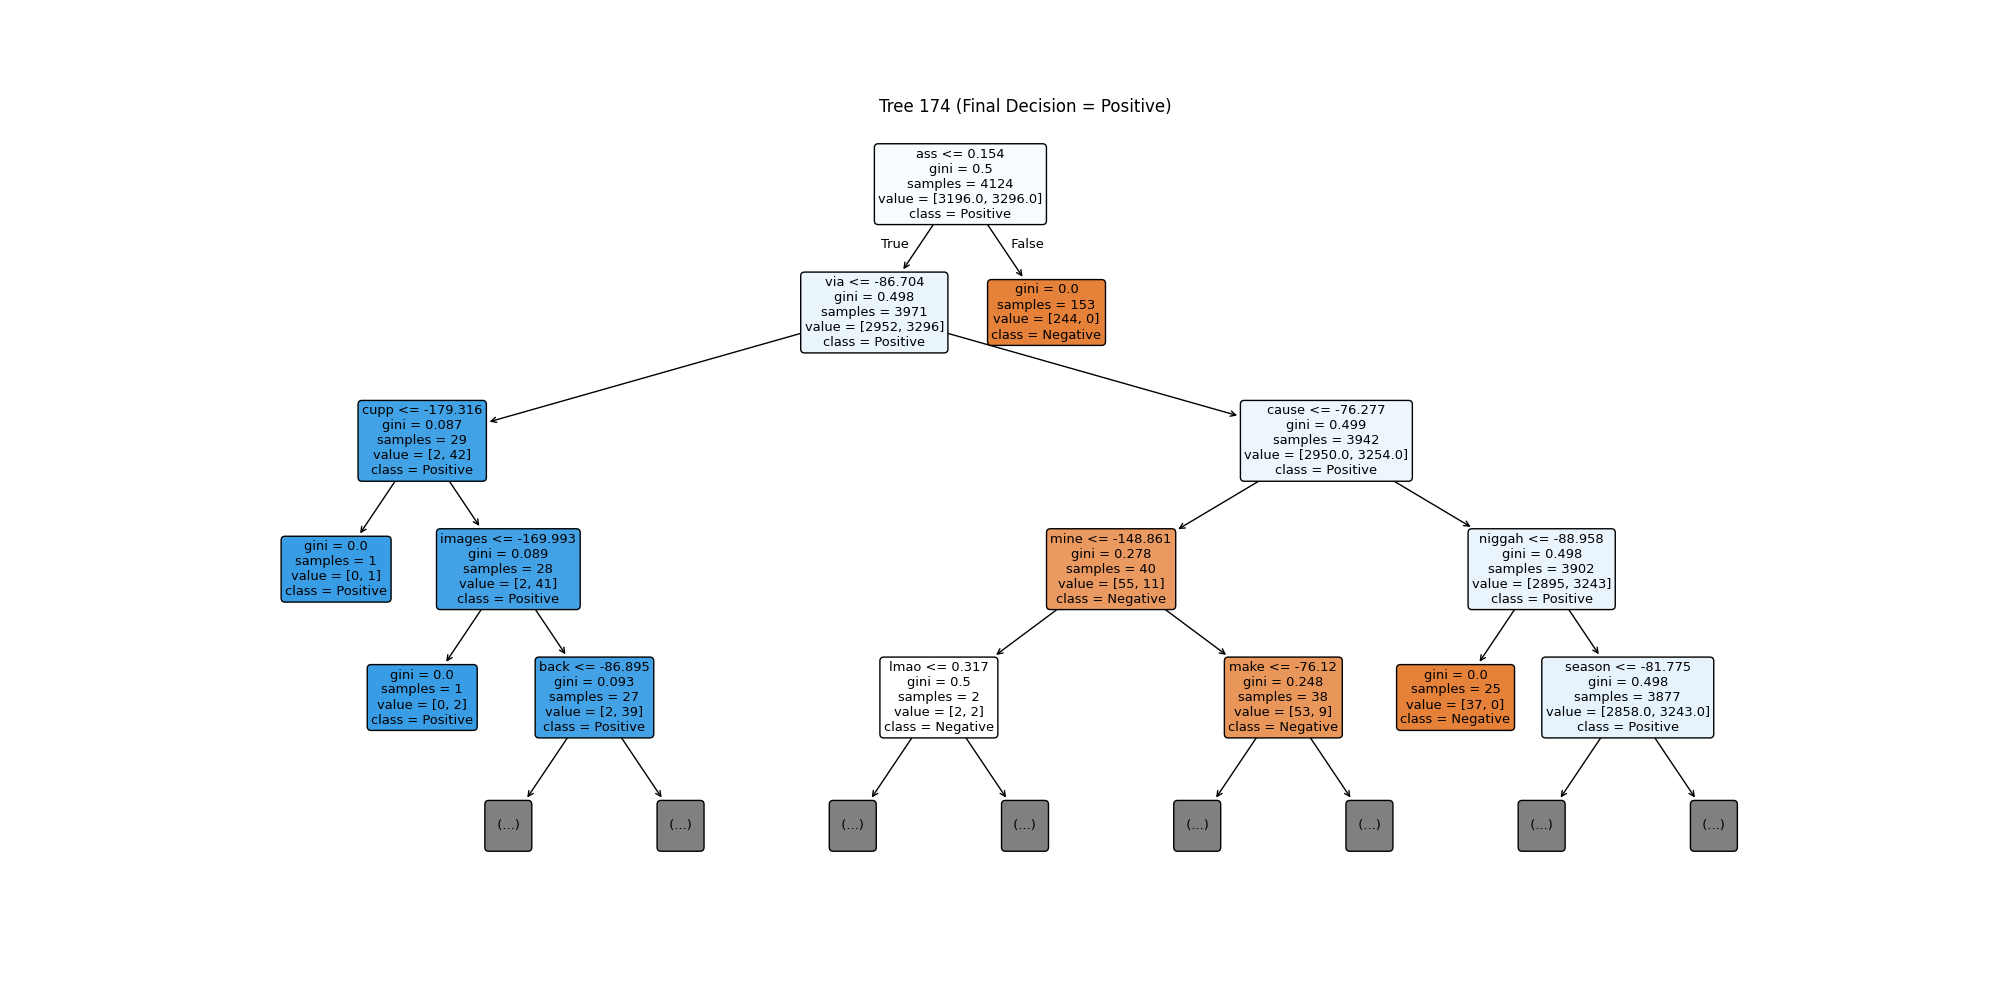 Tree 174 (Final Decision = Positive)
ass <= 0.154
gini = 0.5
samples = 4124
value = [3196.0, 3296.0]
class = Positive
True
False
via <= -86.704
gini = 0.498
samples = 3971
value = [2952, 3296]
class = Positive
gini = 0.0
samples = 153
value = [244, 0]
class = Negative
cupp <= -179.316
gini = 0.087
samples = 29
value = [2, 42]
class = Positive
cause <= -76.277
gini = 0.499
samples = 3942
value = [2950.0, 3254.0]
class = Positive
gini = 0.0
samples = 1
value = [0, 1]
class = Positive
images <= -169.993
gini = 0.089
samples = 28
value = [2, 41]
class = Positive
mine <= -148.861
gini = 0.278
samples = 40
value = [55, 11]
class = Negative
niggah <= -88.958
gini = 0.498
samples = 3902
value = [2895, 3243]
class = Positive
gini = 0.0
samples = 1
value = [0, 2]
class = Positive
back <= -86.895
gini = 0.093
samples = 27
value = [2, 39]
class = Positive
lmao <= 0.317
gini = 0.5
samples = 2
value = [2, 2]
class = Negative
make <= -76.12
gini = 0.248
samples = 38
value = [53, 9]
class = Negative
gini = 0.0
samples = 25
value = [37, 0]
class = Negative
season <= -81.775
gini = 0.498
samples = 3877
value = [2858.0, 3243.0]
class = Positive
(...)
(...)
(...)
(...)
(...)
(...)
(...)
(...)